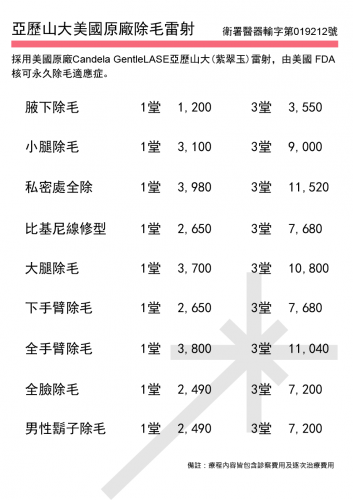 亞歷山大美國原廠除毛雷射 衛署醫器輸字第019212號
採用美國原廠Candela GentleLASE亞歷山大(紫翠玉)雷射，由美國 FDA
核可永久除毛適應症。
腋下除毛 1堂 1,200 3堂 3,550
小腿除毛 1堂 3,100 3堂 9,000
私密處全除 1堂 3,980 3堂 11,520
比基尼線修型 1堂 2,650 3堂 7,680
大腿除毛 1堂 3,700 3堂 10,800
下手臂除毛 1堂 2,650 3堂 7,680
全手臂除毛 1堂 3,800 3堂 11,040
全臉除毛 1堂 2,490 3堂 7,200
男性鬍子除毛 1堂 2,490 3堂 7,200
備註：療程內容皆包含診察費用及逐次治療費用